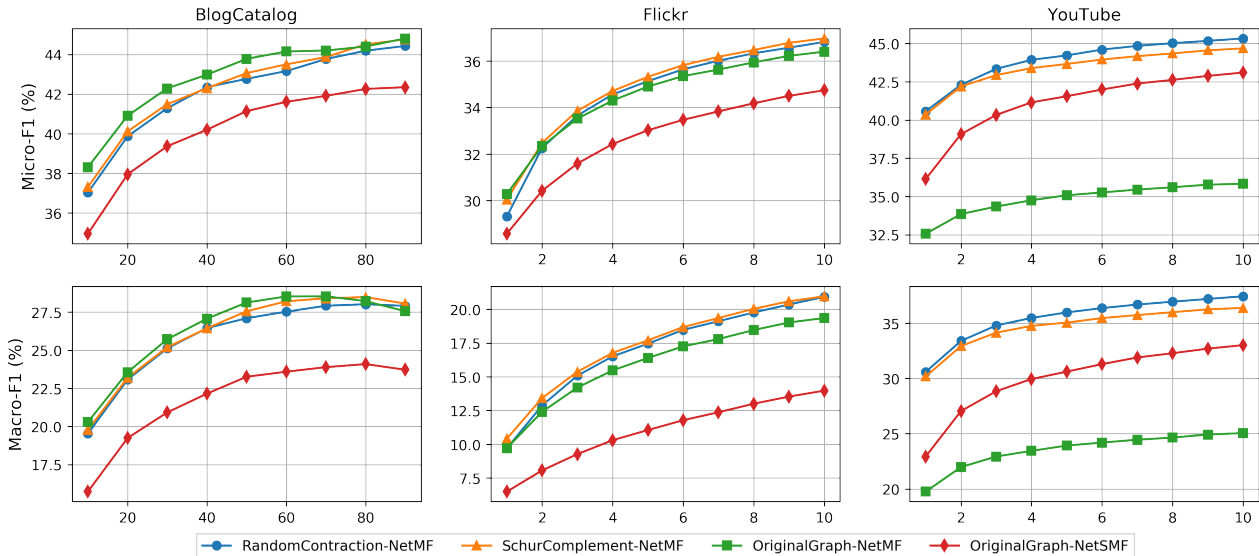 BlogCatalog
Flickr
YouTube
Micro-F1 (%)
44
42
40
38
36
20 40 60 80
36
34
32
30
2 4 6 8 10
45.0
42.5
40.0
37.5
35.0
32.5
2 4 6 8 10
Macro-F1 (%)
27.5
25.0
22.5
20.0
17.5
20 40 60 80
20.0
17.5
15.0
12.5
10.0
7.5
2 4 6 8 10
35
30
25
20
2 4 6 8 10
RandomContraction-NetMF SchurComplement-NetMF OriginalGraph-NetMF OriginalGraph-NetSMF